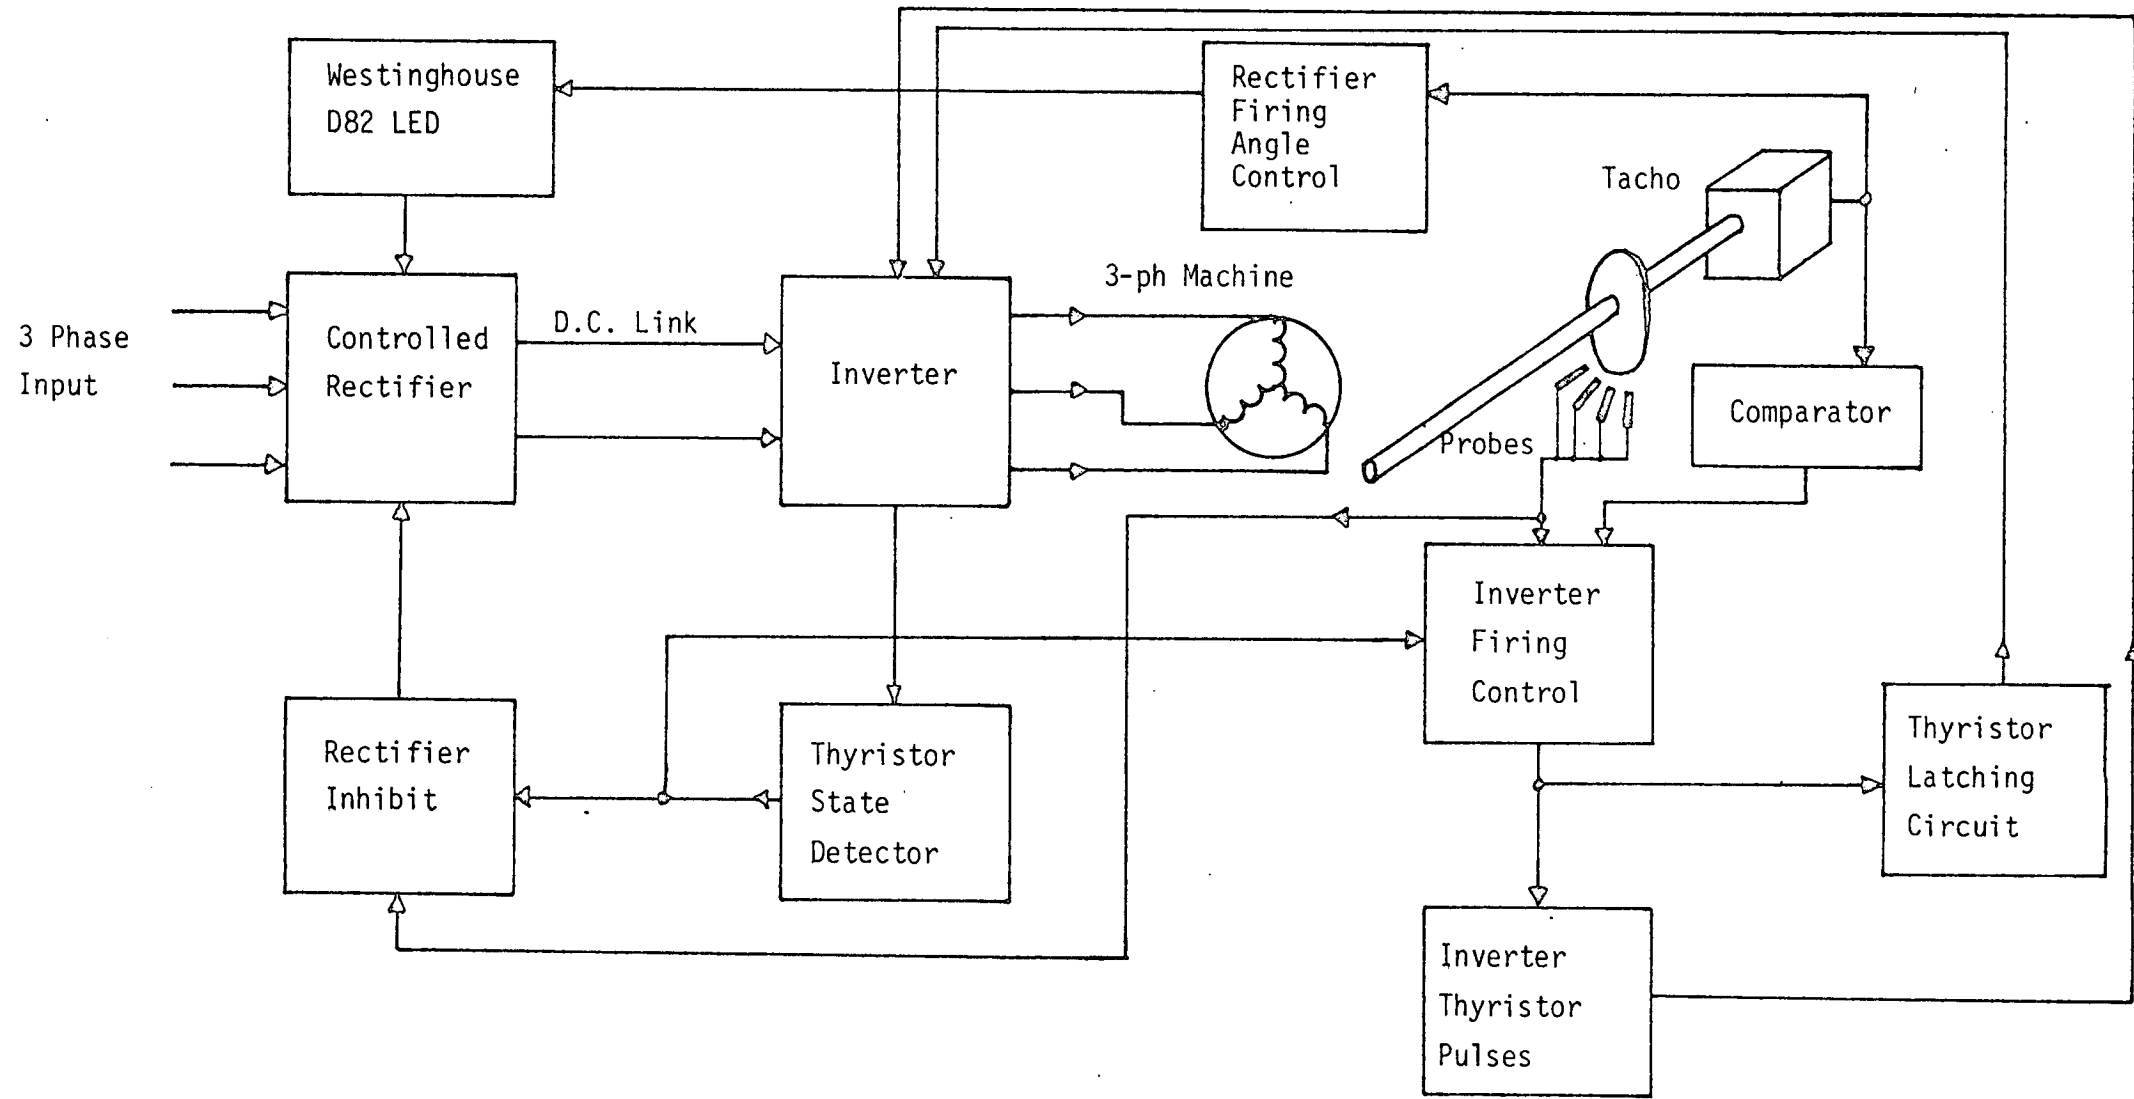 Westinghouse
D82 LED
Rectifier
Firing
Angle
Control
Tacho
3-ph Machine
3 Phase
Input
Controlled
Rectifier
D.C. Link
Inverter
Probes
Comparator
Inverter
Firing
Control
Rectifier
Inhibit
Thyristor
State
Detector
Thyristor
Latching
Circuit
Inverter
Thyristor
Pulses